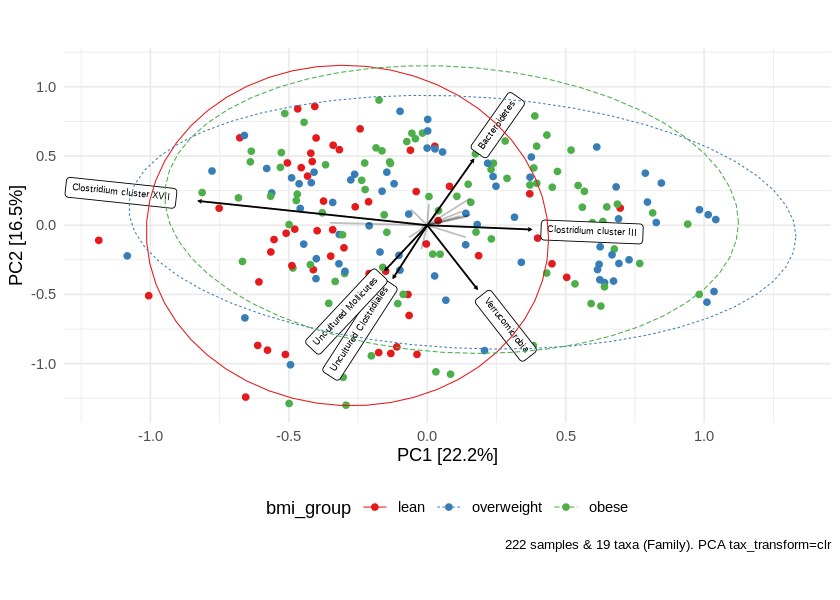 1.0
0.5
0.0
-0.5
-1.0
PC2 [16.5%]
Bacteroidetes
Clostridium cluster XVII
Clostridium cluster III
Uncultured Mollicutes
Uncultured Clostridiales
Verrucomicrobia
-1.0 -0.5 0.0 0.5 1.0
PC1 [22.2%]
bmi_group lean overweight obese
222 samples & 19 taxa (Family). PCA tax_transform=clr